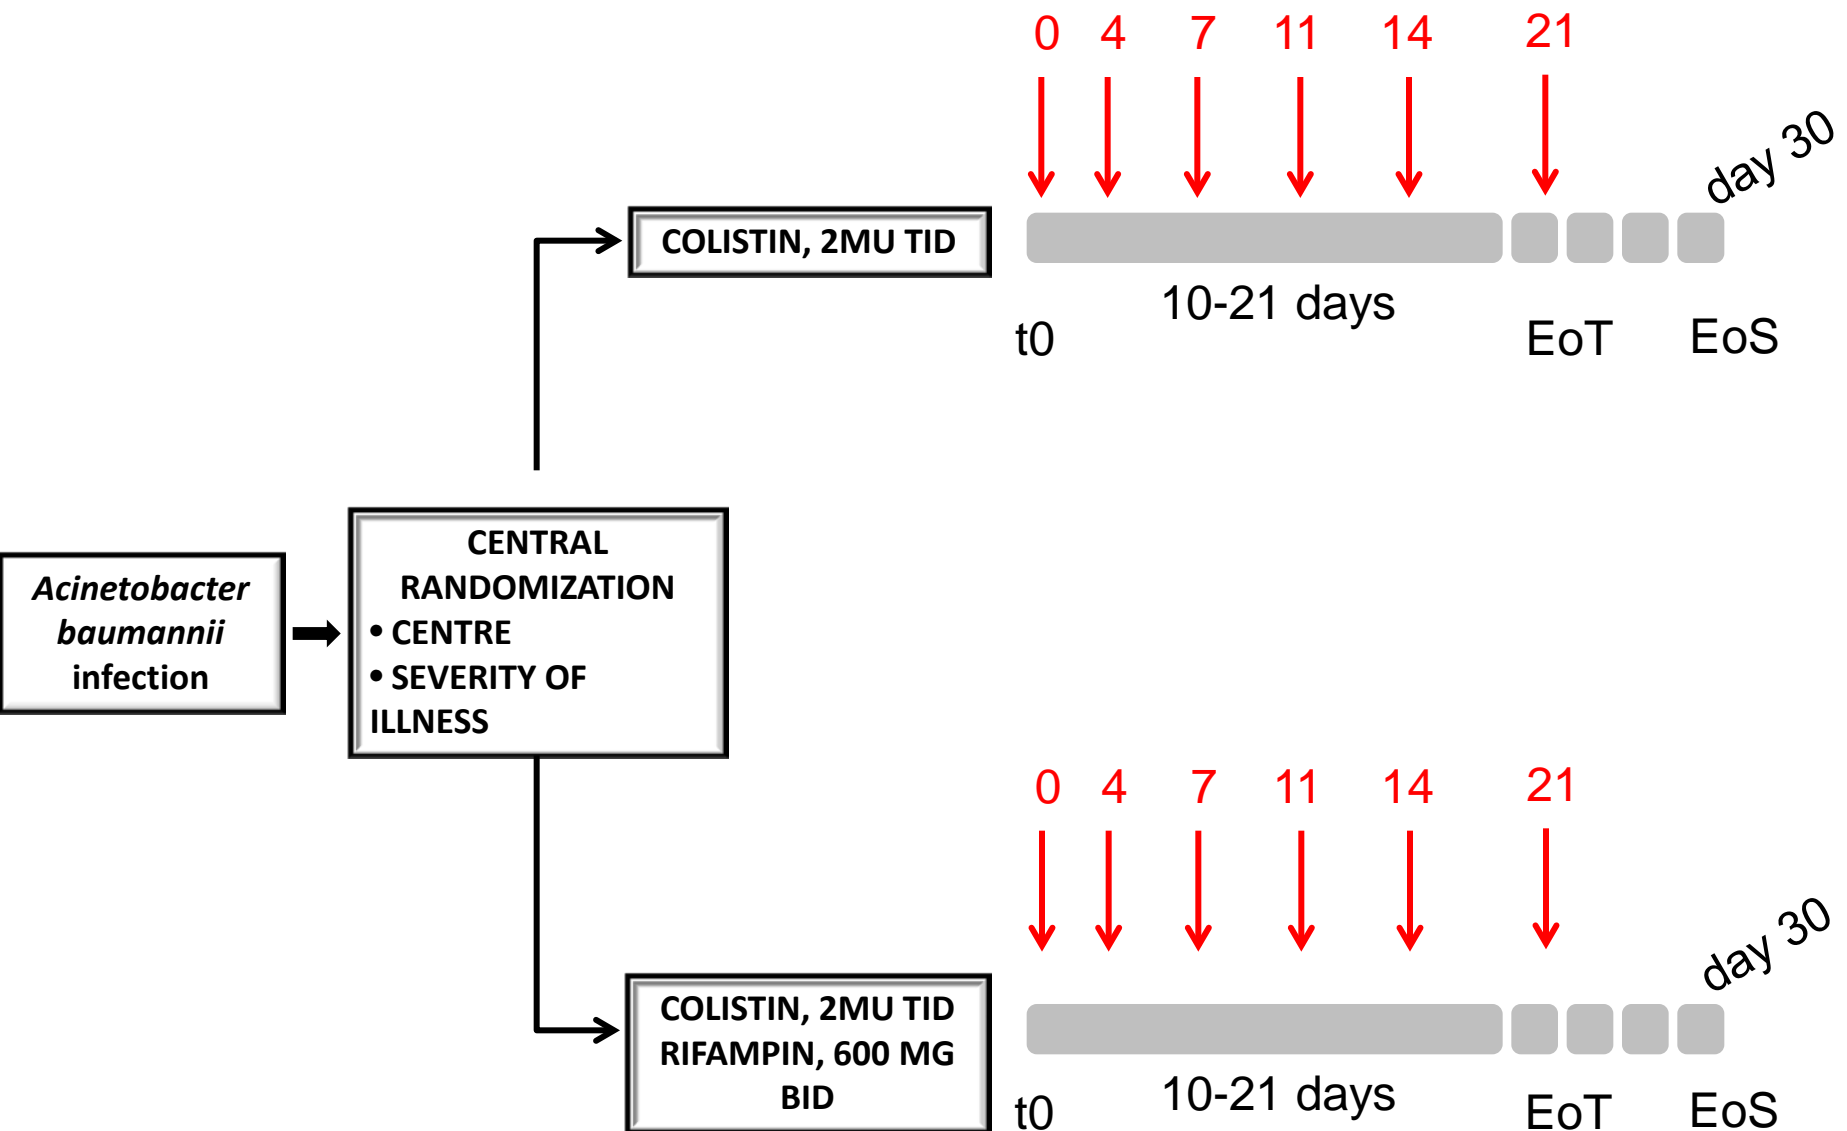 0 4 7 11 14 21
day 30
COLISTIN, 2MU TID
10-21 days
t0 EoT EoS
Acinetobacter
baumannii
infection
CENTRAL
RANDOMIZATION
• CENTRE
• SEVERITY OF
ILLNESS
0 4 7 11 14 21
day 30
COLISTIN, 2MU TID
RIFAMPIN, 600 MG
BID
10-21 days
t0 EoT EoS